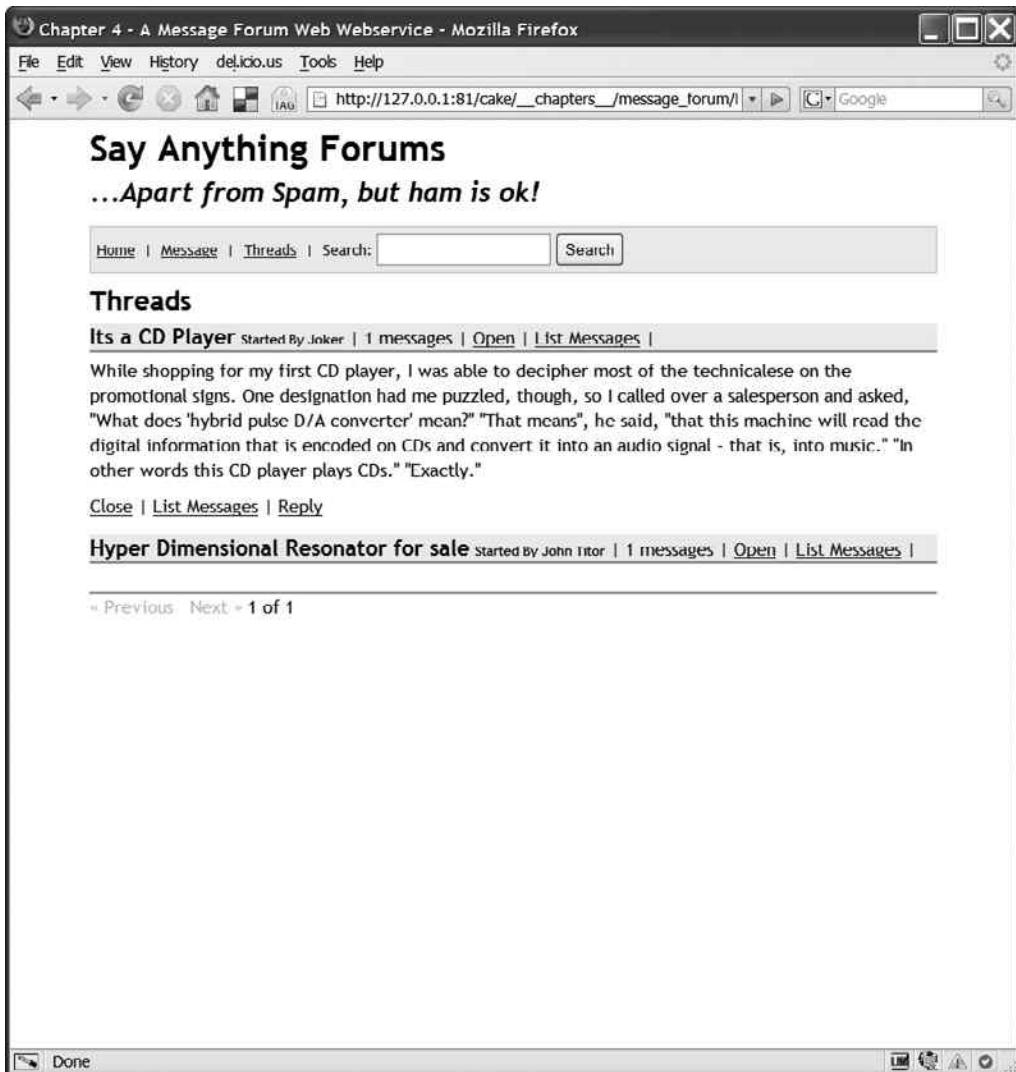 Chapter 4 - A Message Forum Web Webservice - Mozilla Firefox
File Edit View History del.icio.us Tools Help
TAG http://127.0.0.1:81/cake/__chapters__/message_forum/ Google
Say Anything Forums
...Apart from Spam, but ham is ok!
Home | Message | Threads | Search: Search
Threads
Its a CD Player Started By Joker | 1 messages | Open | List Messages |
While shopping for my first CD player, I was able to decipher most of the technicalese on the
promotional signs. One designation had me puzzled, though, so I called over a salesperson and asked,
"What does 'hybrid pulse D/A converter' mean?" "That means", he said, "that this machine will read the
digital information that is encoded on CDs and convert it into an audio signal - that is, into music." "In
other words this CD player plays CDs." "Exactly."
Close | List Messages | Reply
Hyper Dimensional Resonator for sale Started By John Titor | 1 messages | Open | List Messages |
« Previous Next » 1 of 1
Done